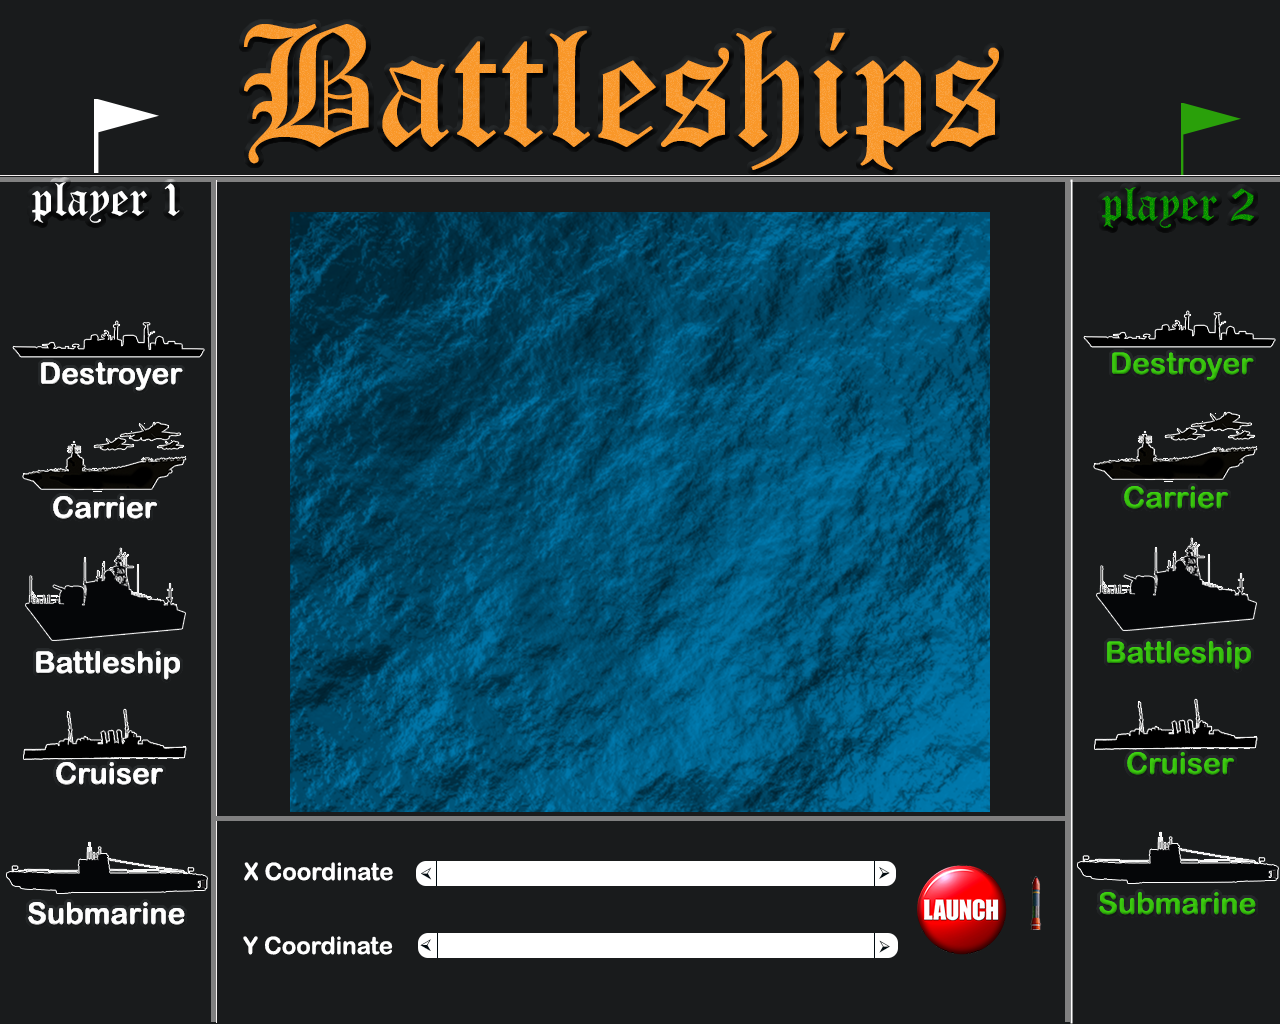 Battleships
player 1
player 2
Destroyer
Carrier
Battleship
Cruiser
Submarine
Destroyer
Carrier
Battleship
Cruiser
Submarine
X Coordinate
Y Coordinate
LAUNCH